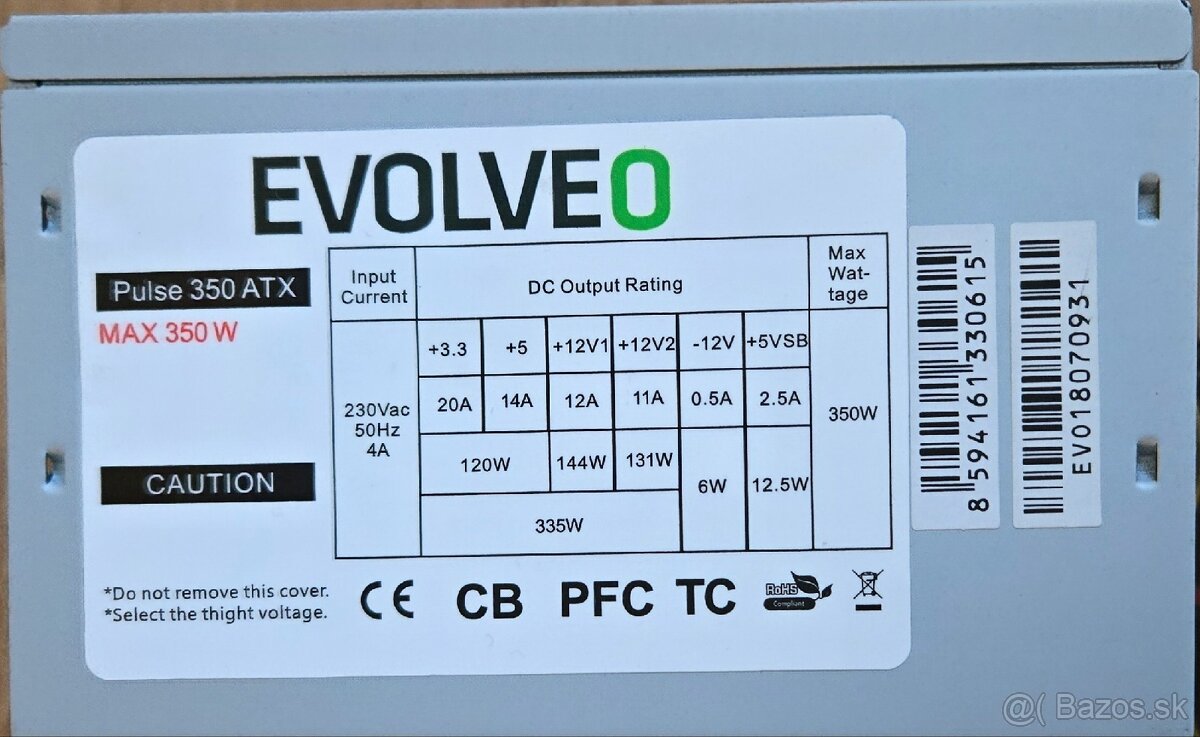 EVOLVEO
Pulse 350 ATX
MAX 350 W
CAUTION
*Do not remove this cover.
*Select the thight voltage.
Input Current
DC Output Rating
Max Wat-tage
+3.3 +5 +12V1 +12V2 -12V +5VSB
230Vac
50Hz
4A
20A 14A 12A 11A 0.5A 2.5A
350W
120W 144W 131W 6W 12.5W
335W
CE CB PFC TC RoHS
Compliant
8594161330615
EV018070931
@( Bazos.sk